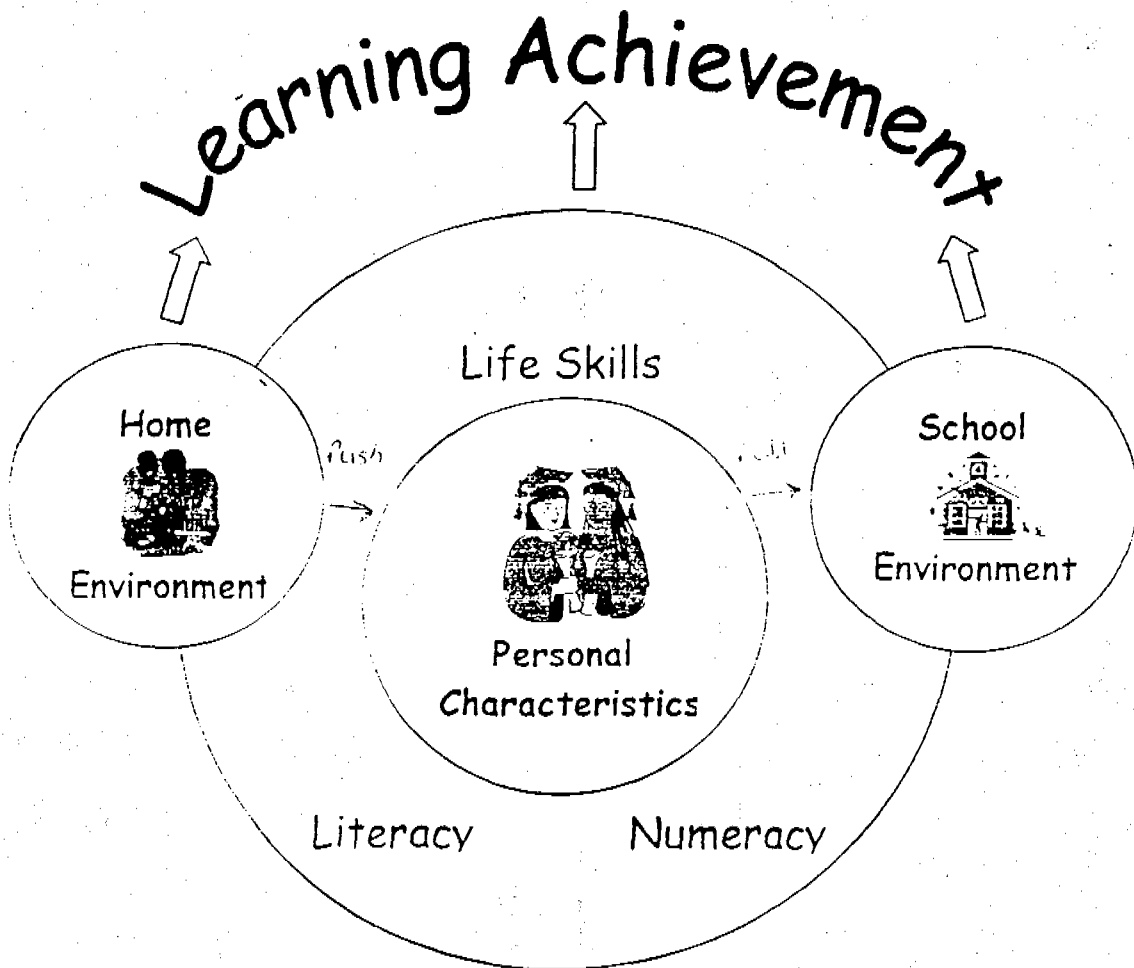 Learning Achievement
Life Skills
Home
Environment
Push
School
Environment
Personal
Characteristics
Literacy
Numeracy